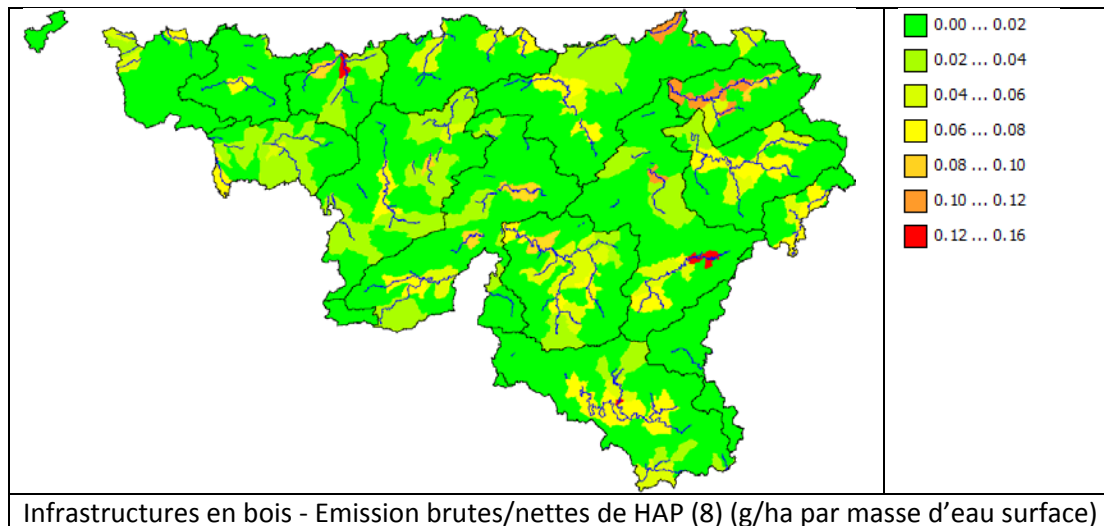 0.00 ... 0.02
0.02 ... 0.04
0.04 ... 0.06
0.06 ... 0.08
0.08 ... 0.10
0.10 ... 0.12
0.12 ... 0.16
Infrastructures en bois - Emission brutes/nettes de HAP (8) (g/ha par masse d’eau surface)